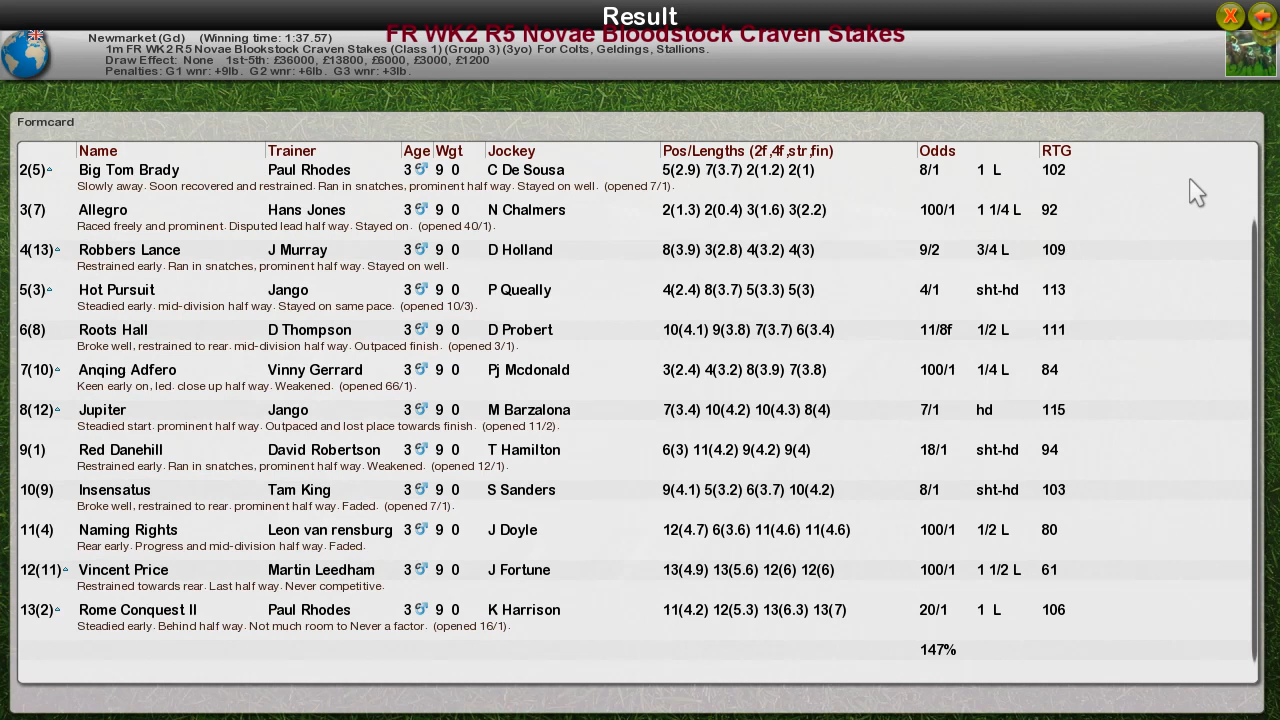 Result
FR WK2 R5 Novae Bloodstock Craven Stakes
Newmarket (Gd) (Winning time: 1:37.57)
1m FR WK2 R5 Novae Blookstock Craven Stakes (Class 1) (Group 3) (3yo) For Colts, Geldings, Stallions.
Draw Effect: None 1st-5th: £36000, £13800, £6000, £3000, £1200
Penalties: G1 wnr: +9lb. G2 wnr: +6lb. G3 wnr: +3lb.
Formcard
Name Trainer Age Wgt Jockey Pos/Lengths (2f,4f,str,fin) Odds RTG
2(5) Big Tom Brady Paul Rhodes 3 9 0 C De Sousa 5(2.9) 7(3.7) 2(1.2) 2(1) 8/1 1 L 102
Slowly away. Soon recovered and restrained. Ran in snatches, prominent half way. Stayed on well. (opened 7/1).
3(7) Allegro Hans Jones 3 9 0 N Chalmers 2(1.3) 2(0.4) 3(1.6) 3(2.2) 100/1 1 1/4 L 92
Raced freely and prominent. Disputed lead half way. Stayed on. (opened 40/1).
4(13) Robbers Lance J Murray 3 9 0 D Holland 8(3.9) 3(2.8) 4(3.2) 4(3) 9/2 3/4 L 109
Restrained early. Ran in snatches, prominent half way. Stayed on well.
5(3) Hot Pursuit Jango 3 9 0 P Queally 4(2.4) 8(3.7) 5(3.3) 5(3) 4/1 sht-hd 113
Steadied early. mid-division half way. Stayed on same pace. (opened 10/3).
6(8) Roots Hall D Thompson 3 9 0 D Probert 10(4.1) 9(3.8) 7(3.7) 6(3.4) 11/8f 1/2 L 111
Broke well, restrained to rear. mid-division half way. Outpaced finish. (opened 3/1).
7(10) Anqing Adfero Vinny Gerrard 3 9 0 Pj Mcdonald 3(2.4) 4(3.2) 8(3.9) 7(3.8) 100/1 1/4 L 84
Keen early on, led. close up half way. Weakened. (opened 66/1).
8(12) Jupiter Jango 3 9 0 M Barzalona 7(3.4) 10(4.2) 10(4.3) 8(4) 7/1 hd 115
Steadied start. prominent half way. Outpaced and lost place towards finish. (opened 11/2).
9(1) Red Danehill David Robertson 3 9 0 T Hamilton 6(3) 11(4.2) 9(4.2) 9(4) 18/1 sht-hd 94
Restrained early. Ran in snatches, prominent half way. Weakened. (opened 12/1).
10(9) Insensatus Tam King 3 9 0 S Sanders 9(4.1) 5(3.2) 6(3.7) 10(4.2) 8/1 sht-hd 103
Broke well, restrained to rear. prominent half way. Faded. (opened 7/1).
11(4) Naming Rights Leon van rensburg 3 9 0 J Doyle 12(4.7) 6(3.6) 11(4.6) 11(4.6) 100/1 1/2 L 80
Rear early. Progress and mid-division half way. Faded.
12(11) Vincent Price Martin Leedham 3 9 0 J Fortune 13(4.9) 13(5.6) 12(6) 12(6) 100/1 1 1/2 L 61
Restrained towards rear. Last half way. Never competitive.
13(2) Rome Conquest II Paul Rhodes 3 9 0 K Harrison 11(4.2) 12(5.3) 13(6.3) 13(7) 20/1 1 L 106
Steadied early. Behind half way. Not much room to Never a factor. (opened 16/1).
147%